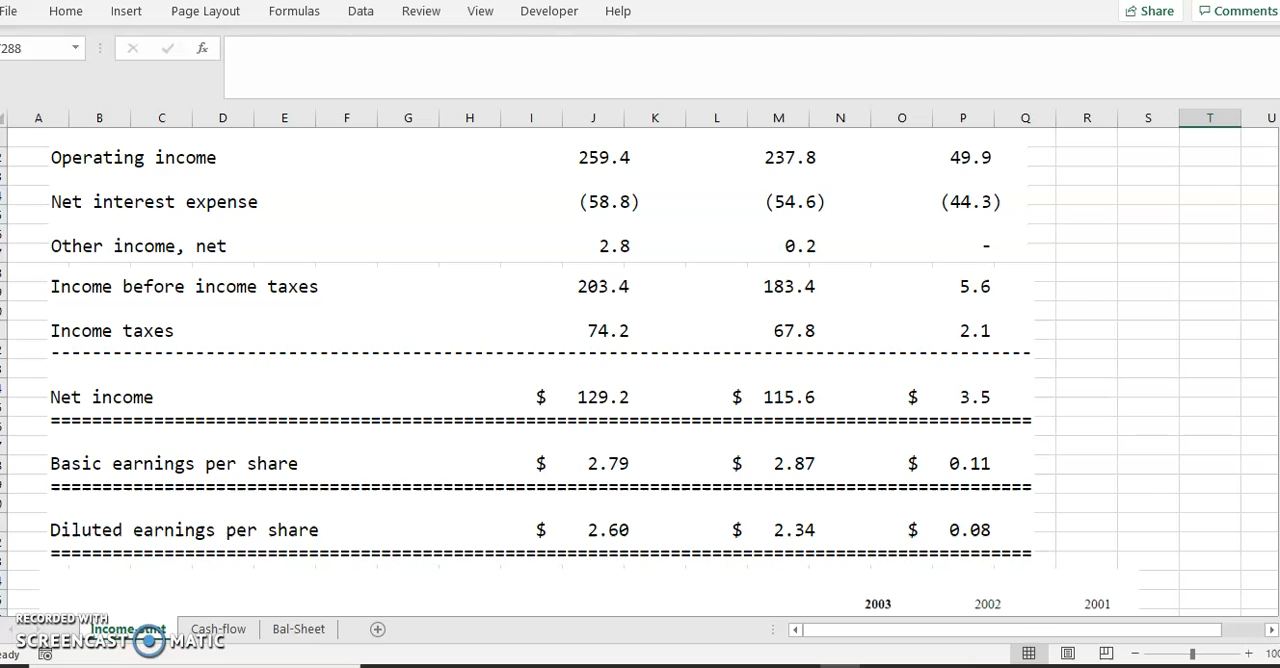 File Home Insert Page Layout Formulas Data Review View Developer Help Share Comments
288 fx
A B C D E F G H I J K L M N O P Q R S T U
Operating income 259.4 237.8 49.9
Net interest expense (58.8) (54.6) (44.3)
Other income, net 2.8 0.2 -
Income before income taxes 203.4 183.4 5.6
Income taxes 74.2 67.8 2.1
Net income $ 129.2 $ 115.6 $ 3.5
Basic earnings per share $ 2.79 $ 2.87 $ 0.11
Diluted earnings per share $ 2.60 $ 2.34 $ 0.08
2003 2002 2001
RECORDED WITH
Income-stmt Cash-flow Bal-Sheet
SCREENCAST MATIC
eady 100